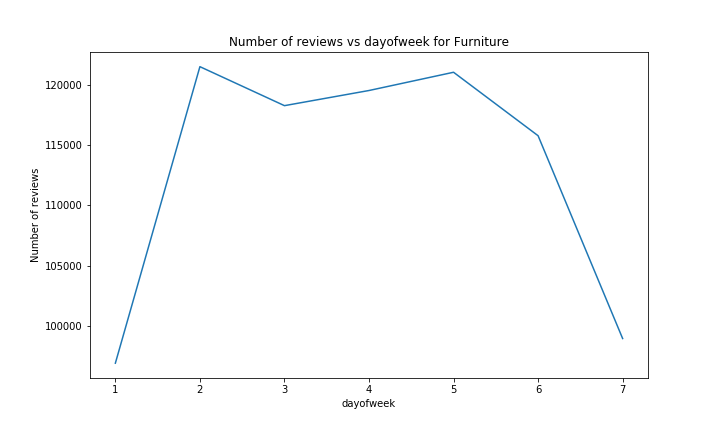 Number of reviews vs dayofweek for Furniture
120000
115000
110000
105000
100000
Number of reviews
1 2 3 4 5 6 7
dayofweek